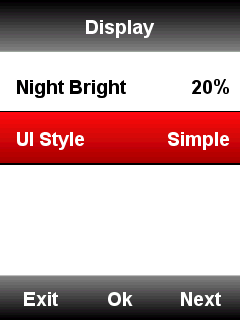 Display
Night Bright 20%
UI Style Simple
Exit Ok Next